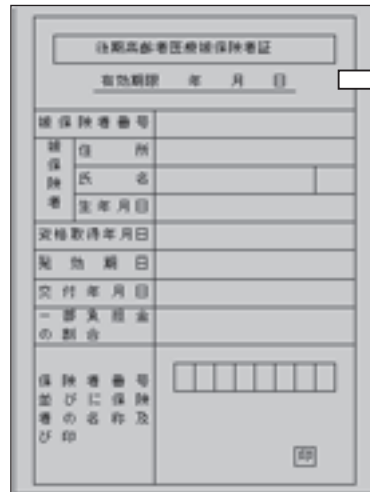 後期高齢者医療被保険者証
有効期限 年 月 日
被保険者番号
被保険者
住 所
氏 名
生年月日
資格取得年月日
発 効 期 日
交 付 年 月 日
一部負担金
の割合
保険者番号
並びに保険
者の名称及
び印
印